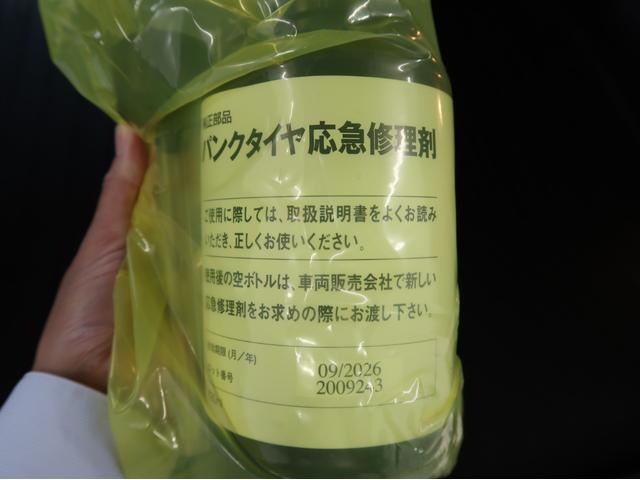 純正部品
パンクタイヤ応急修理剤
ご使用に際しては、取扱説明書をよくお読み
いただき、正しくお使いください。
使用後の空ボトルは、車両販売会社で新しい
応急修理剤をお求めの際にお渡し下さい。
有効期限 (月／年)
09/2026
ロット番号
2009243